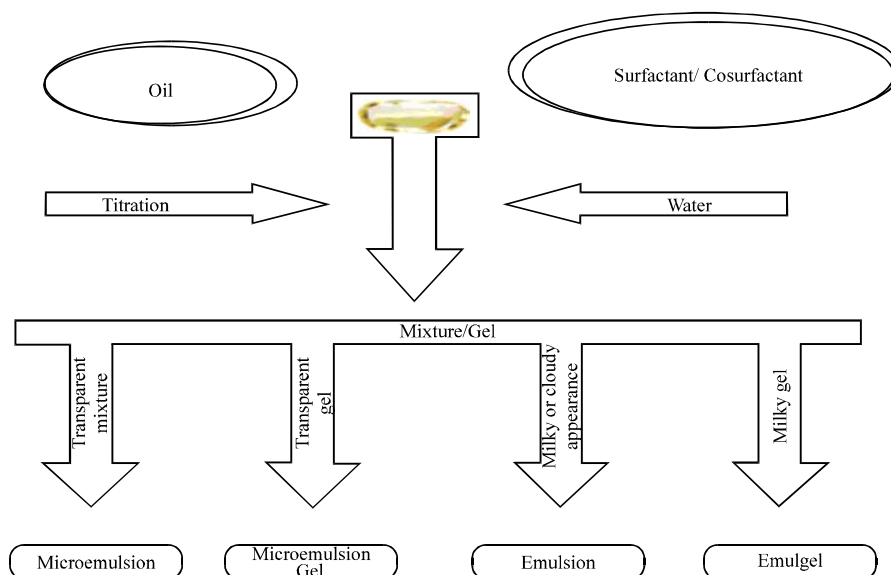 Oil
Surfactant/ Cosurfactant
Titration
Water
Mixture/Gel
Transparent
mixture
Transparent
gel
Milky or cloudy
appearance
Milky gel
Microemulsion
Microemulsion
Gel
Emulsion
Emulgel